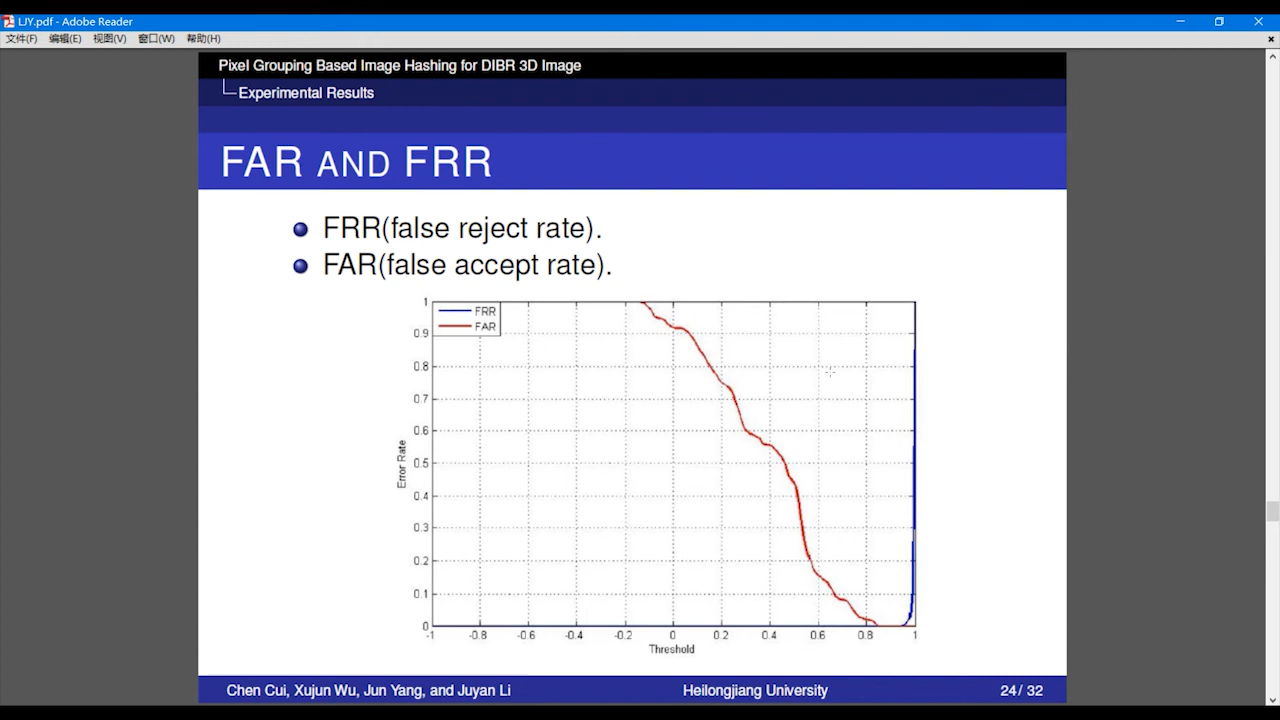 LJY.pdf - Adobe Reader
文件(F) 编辑(E) 视图(V) 窗口(W) 帮助(H)
Pixel Grouping Based Image Hashing for DIBR 3D Image
Experimental Results
FAR AND FRR
FRR(false reject rate).
FAR(false accept rate).
FRR
FAR
1
0.9
0.8
0.7
0.6
0.5
0.4
0.3
0.2
0.1
0
Error Rate
-1 -0.8 -0.6 -0.4 -0.2 0 0.2 0.4 0.6 0.8 1
Threshold
Chen Cui, Xujun Wu, Jun Yang, and Juyan Li Heilongjiang University 24/ 32